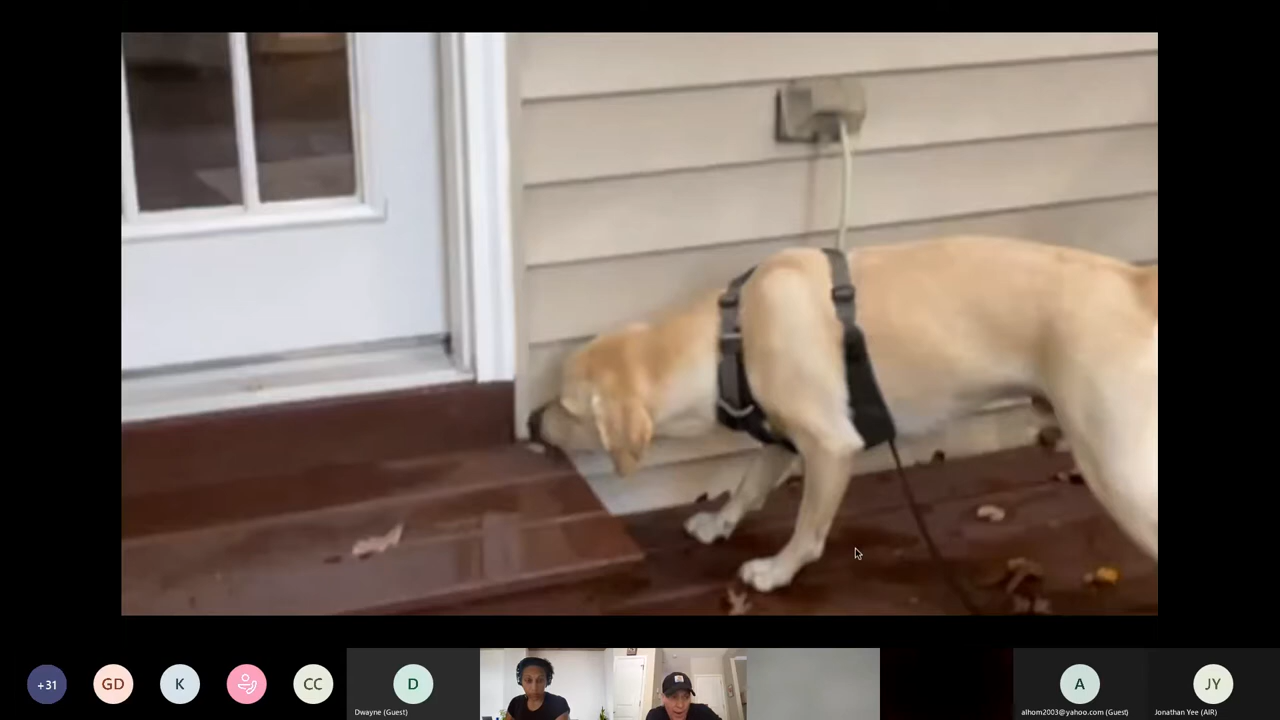 +31
GD
K
CC
D
A
JY
Dwayne (Guest)
alhom2003@yahoo.com (Guest)
Jonathan Yee (AIR)